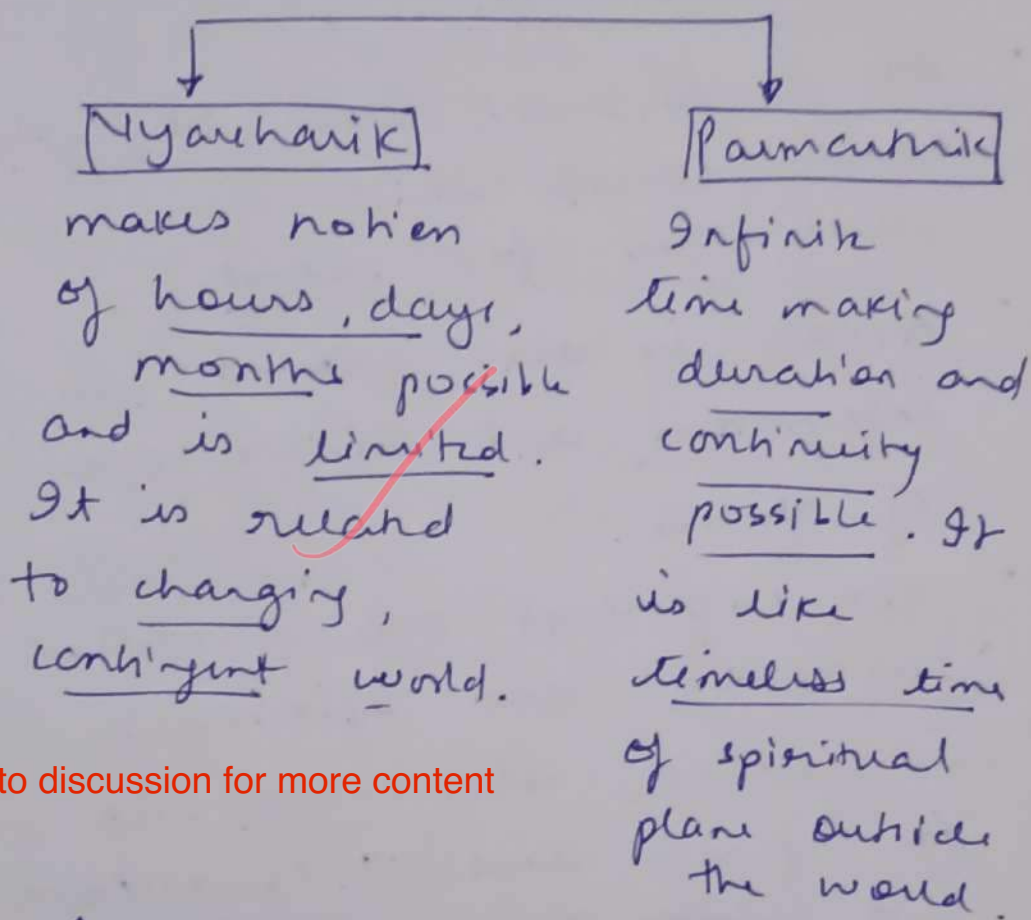 Vyavharik
makes notion
of hours, days,
months possible
and is limited.
It is related
to changing,
contingent world.
Parmarthik
Infinite
time making
duration and
continuity
possible. It
is like
timeless time
of spiritual
plane outside
the world.
to discussion for more content